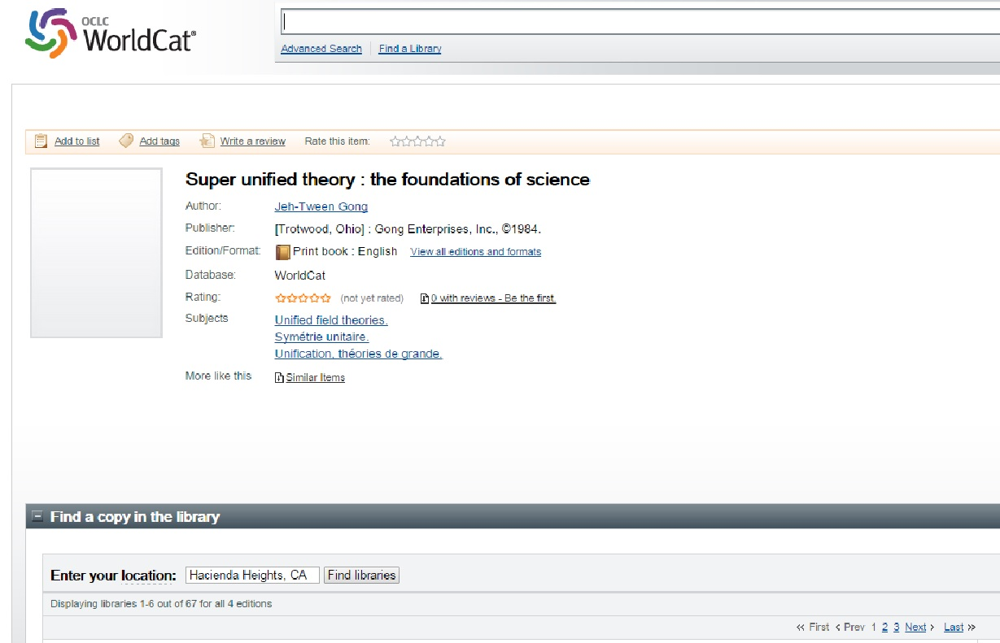 OCLC
WorldCat®
Advanced Search Find a Library
Add to list Add tags Write a review Rate this item:
Super unified theory : the foundations of science
Author: Jeh-Tween Gong
Publisher: [Trotwood, Ohio] : Gong Enterprises, Inc., ©1984.
Edition/Format: Print book : English View all editions and formats
Database: WorldCat
Rating: (not yet rated) 0 with reviews - Be the first.
Subjects Unified field theories.
Symétrie unitaire.
Unification, théories de grande.
More like this Similar Items
Find a copy in the library
Enter your location: Hacienda Heights, CA Find libraries
Displaying libraries 1-6 out of 67 for all 4 editions
« First < Prev 1 2 3 Next > Last »